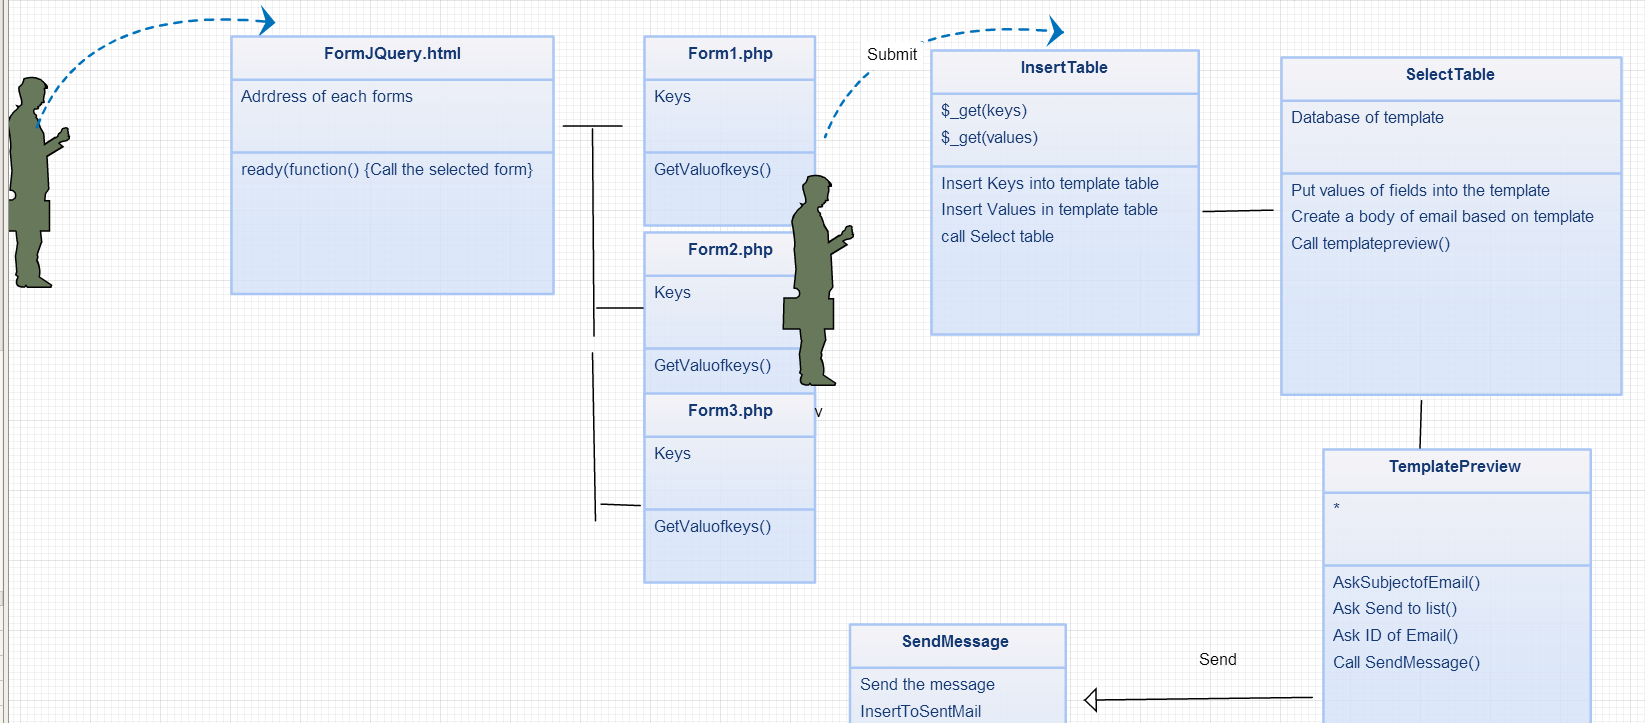 FormJQuery.html
Adrdress of each forms
ready(function() {Call the selected form}
Form1.php
Keys
GetValuofkeys()
Form2.php
Keys
GetValuofkeys()
Form3.php
Keys
GetValuofkeys()
v
Submit
InsertTable
$_get(keys)
$_get(values)
Insert Keys into template table
Insert Values in template table
call Select table
SelectTable
Database of template
Put values of fields into the template
Create a body of email based on template
Call templatepreview()
TemplatePreview
*
AskSubjectofEmail()
Ask Send to list()
Ask ID of Email()
Call SendMessage()
Send
SendMessage
Send the message
InsertToSentMail